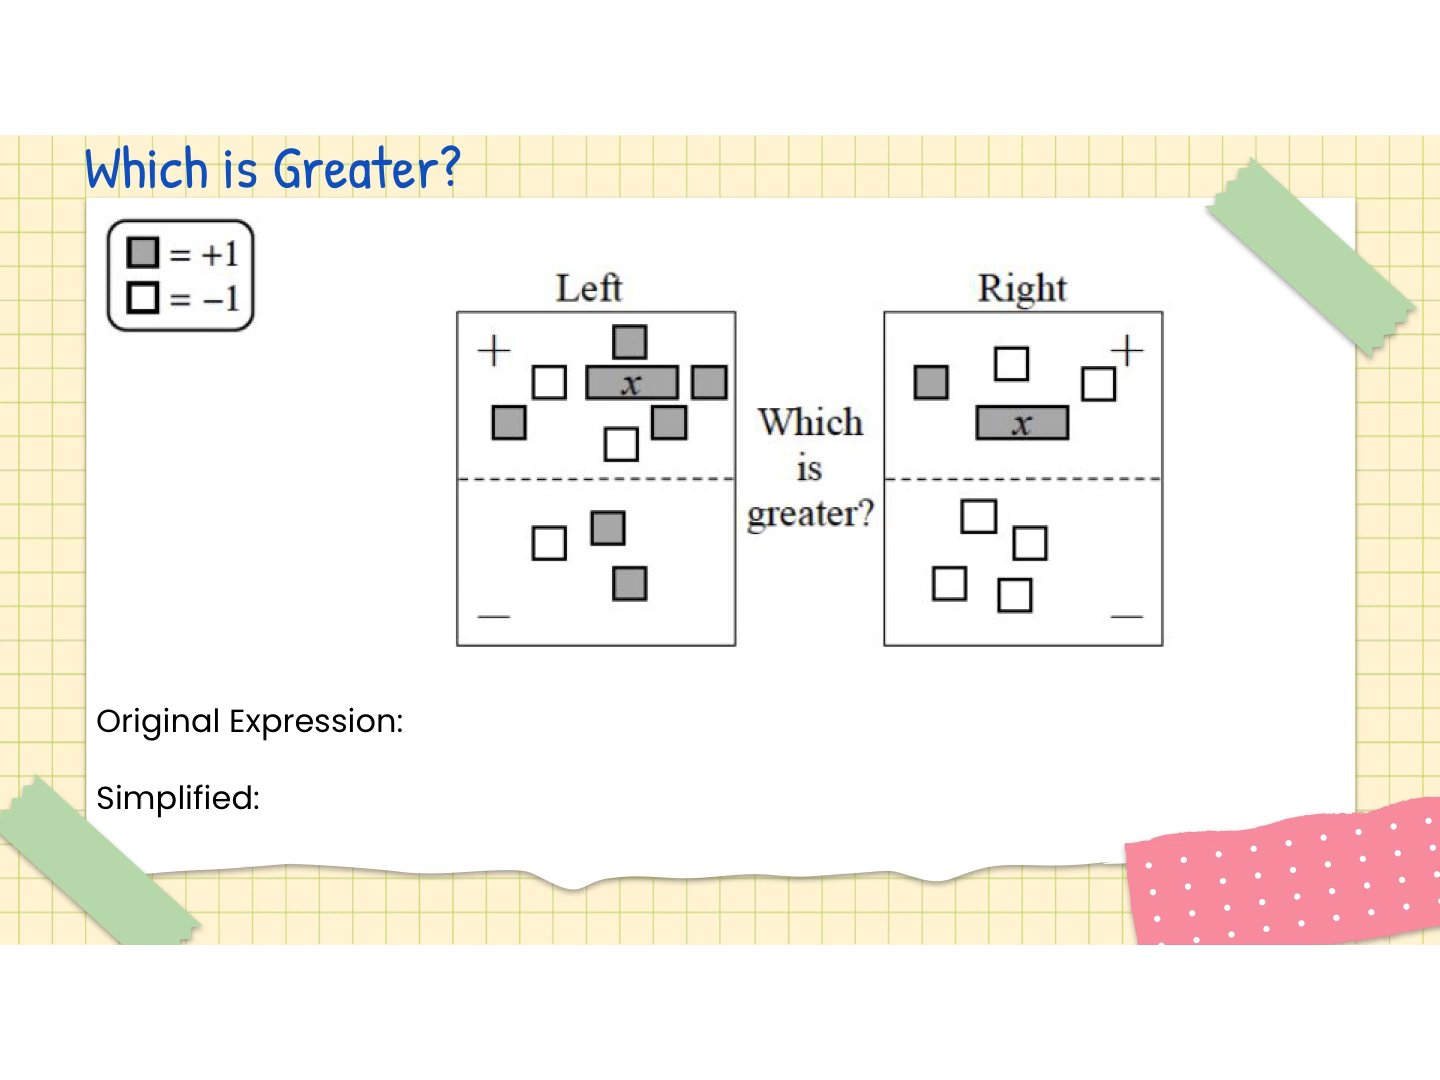 Which is Greater?
= +1
= −1
Left
Right
+
x
+
x
Which
is
greater?
−
−
Original Expression:
Simplified: